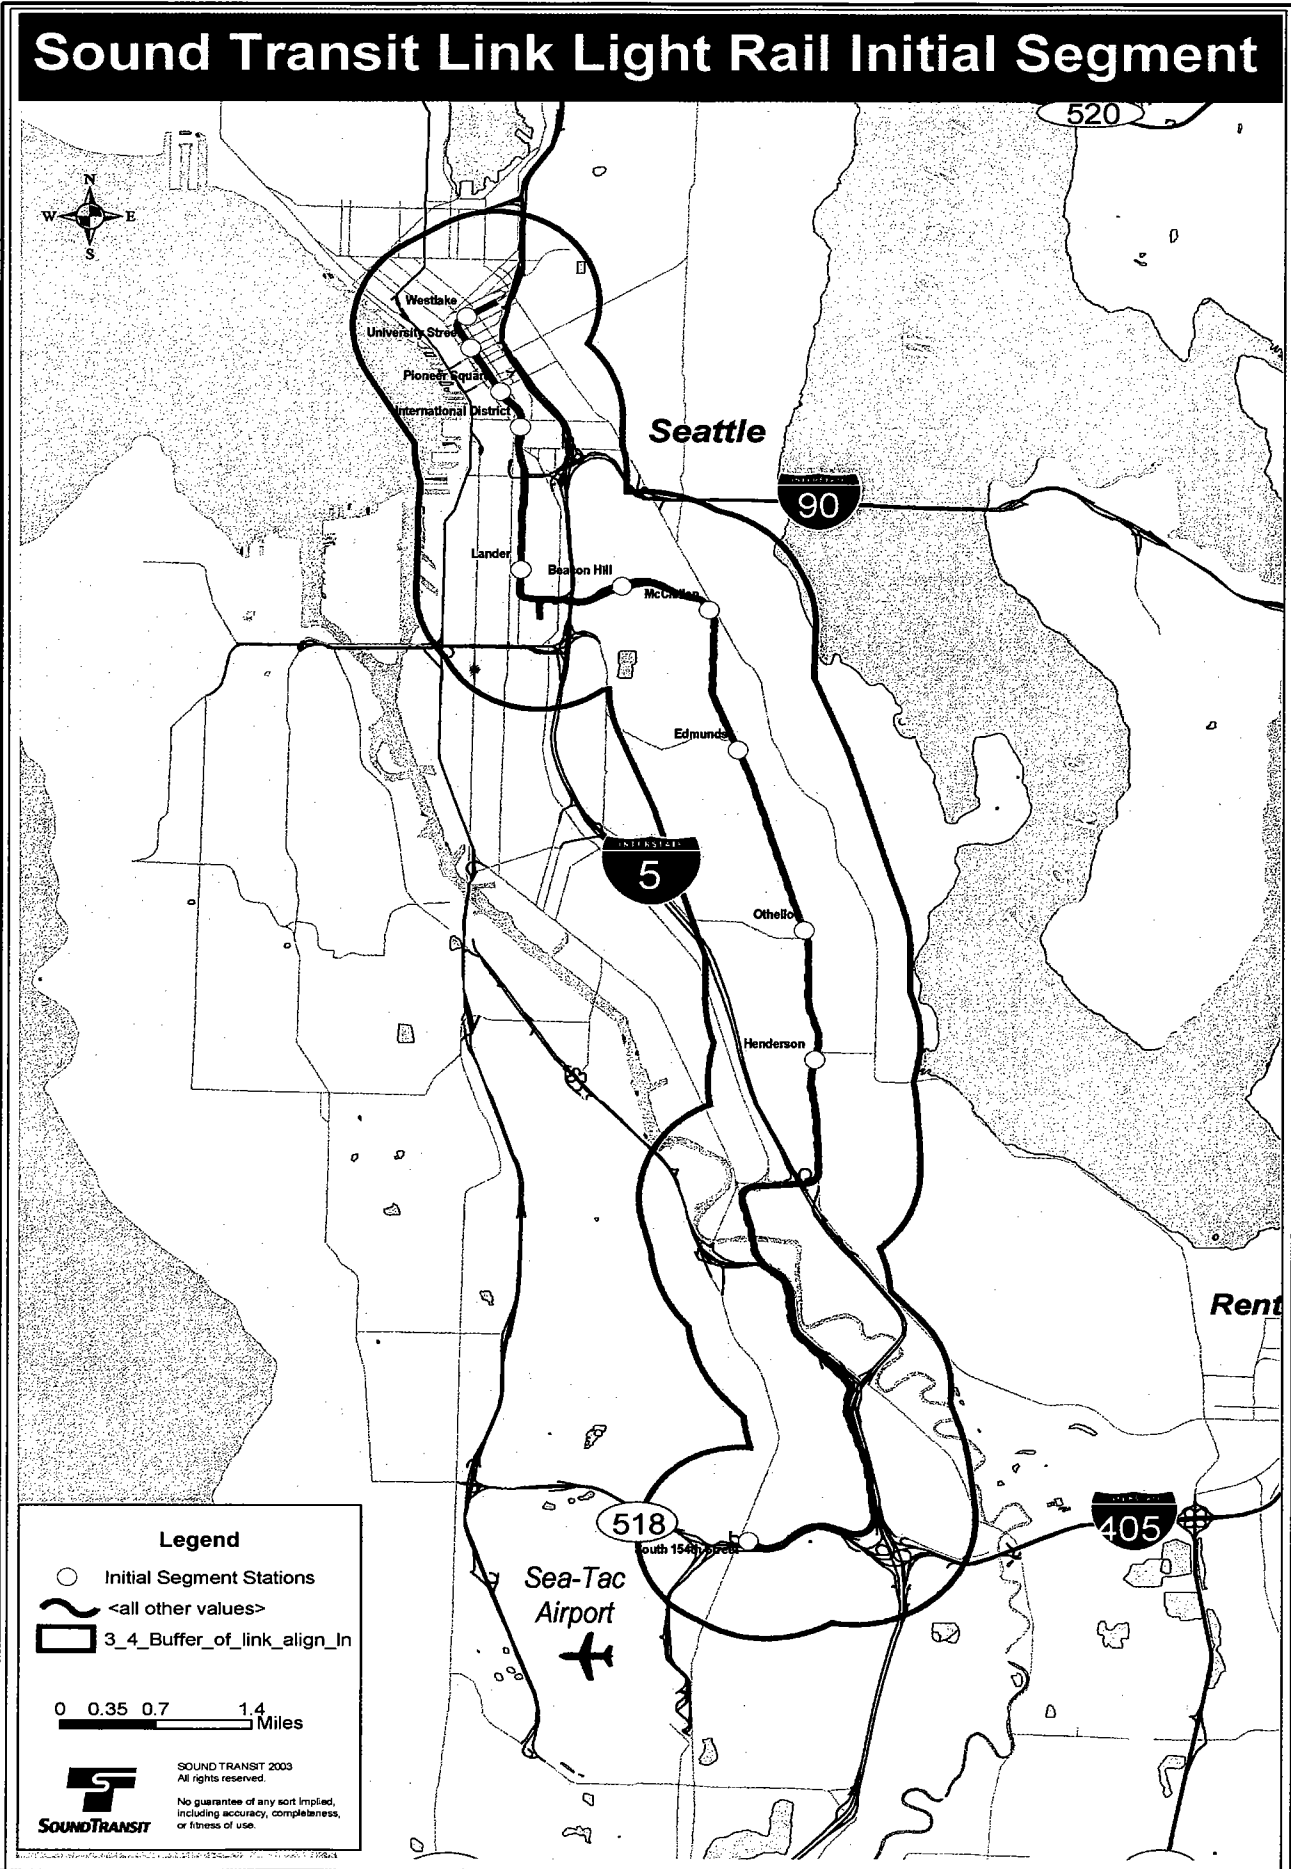 Sound Transit Link Light Rail Initial Segment
520
N
W E
S
Westlake
University Stree
Pioneer Squar
International District
Seattle
90
Lander
Beacon Hill
Edmunds
INTERSTATE
5
Othello
Henderson
Rent
518
South 154th Street
405
Sea-Tac
Airport
Legend
Initial Segment Stations
<all other values>
3_4_Buffer_of_link_align_ln
0 0.35 0.7 1.4
Miles
SOUND TRANSIT 2003
All rights reserved.
No guarantee of any sort implied,
including accuracy, completeness,
or fitness of use.
SOUNDTRANSIT